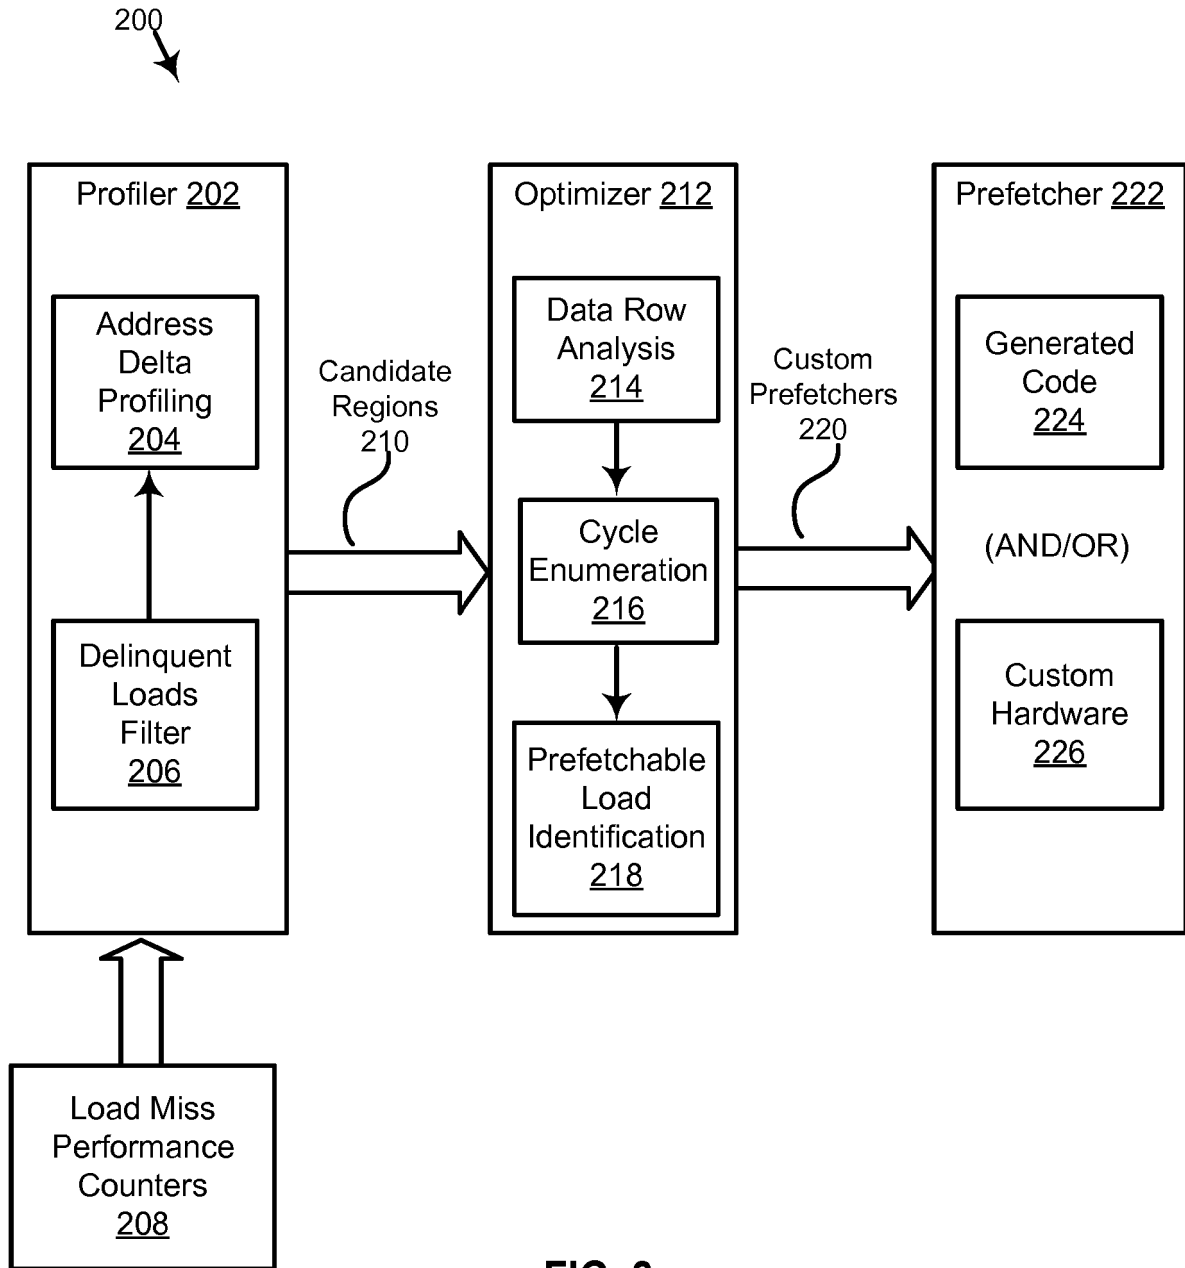 200
Profiler 202
Address
Delta
Profiling
204
Delinquent
Loads
Filter
206
Load Miss
Performance
Counters
208
Candidate
Regions
210
Optimizer 212
Data Row
Analysis
214
Cycle
Enumeration
216
Prefetchable
Load
Identification
218
Custom
Prefetchers
220
Prefetcher 222
Generated
Code
224
(AND/OR)
Custom
Hardware
226
FIG.